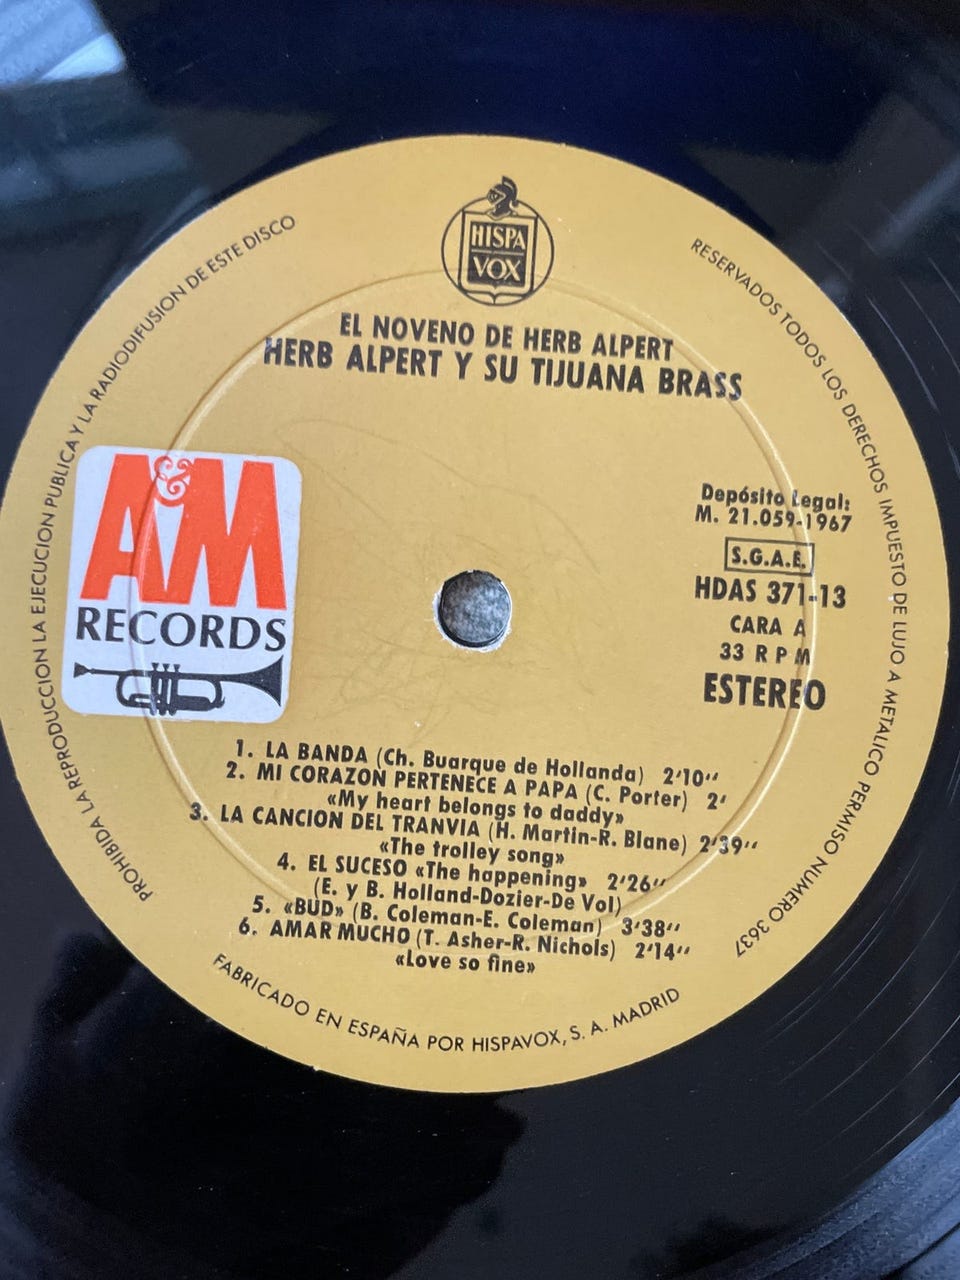 HISPA
VOX
EL NOVENO DE HERB ALPERT
HERB ALPERT Y SU TIJUANA BRASS
A&M
RECORDS
Depósito Legal:
M. 21.059-1967
S.G.A.E.
HDAS 371-13
CARA A
33 R P M
ESTEREO
1. LA BANDA (Ch. Buarque de Hollanda) 2'10''
2. MI CORAZON PERTENECE A PAPA (C. Porter) 2'
«My heart belongs to daddy»
3. LA CANCION DEL TRANVIA (H. Martin-R. Blane) 2'39''
«The trolley song»
4. EL SUCESO «The happening» 2'26''
(E. y B. Holland-Dozier-De Vol)
5. «BUD» (B. Coleman-E. Coleman) 3'38''
6. AMAR MUCHO (T. Asher-R. Nichols) 2'14''
«Love so fine»
PROHIBIDA LA REPRODUCCION LA EJECUCION PUBLICA Y LA RADIODIFUSION DE ESTE DISCO
RESERVADOS TODOS LOS DERECHOS IMPUESTO DE LUJO A METALICO PERMISO NUMERO 3637
FABRICADO EN ESPAÑA POR HISPAVOX, S. A. MADRID